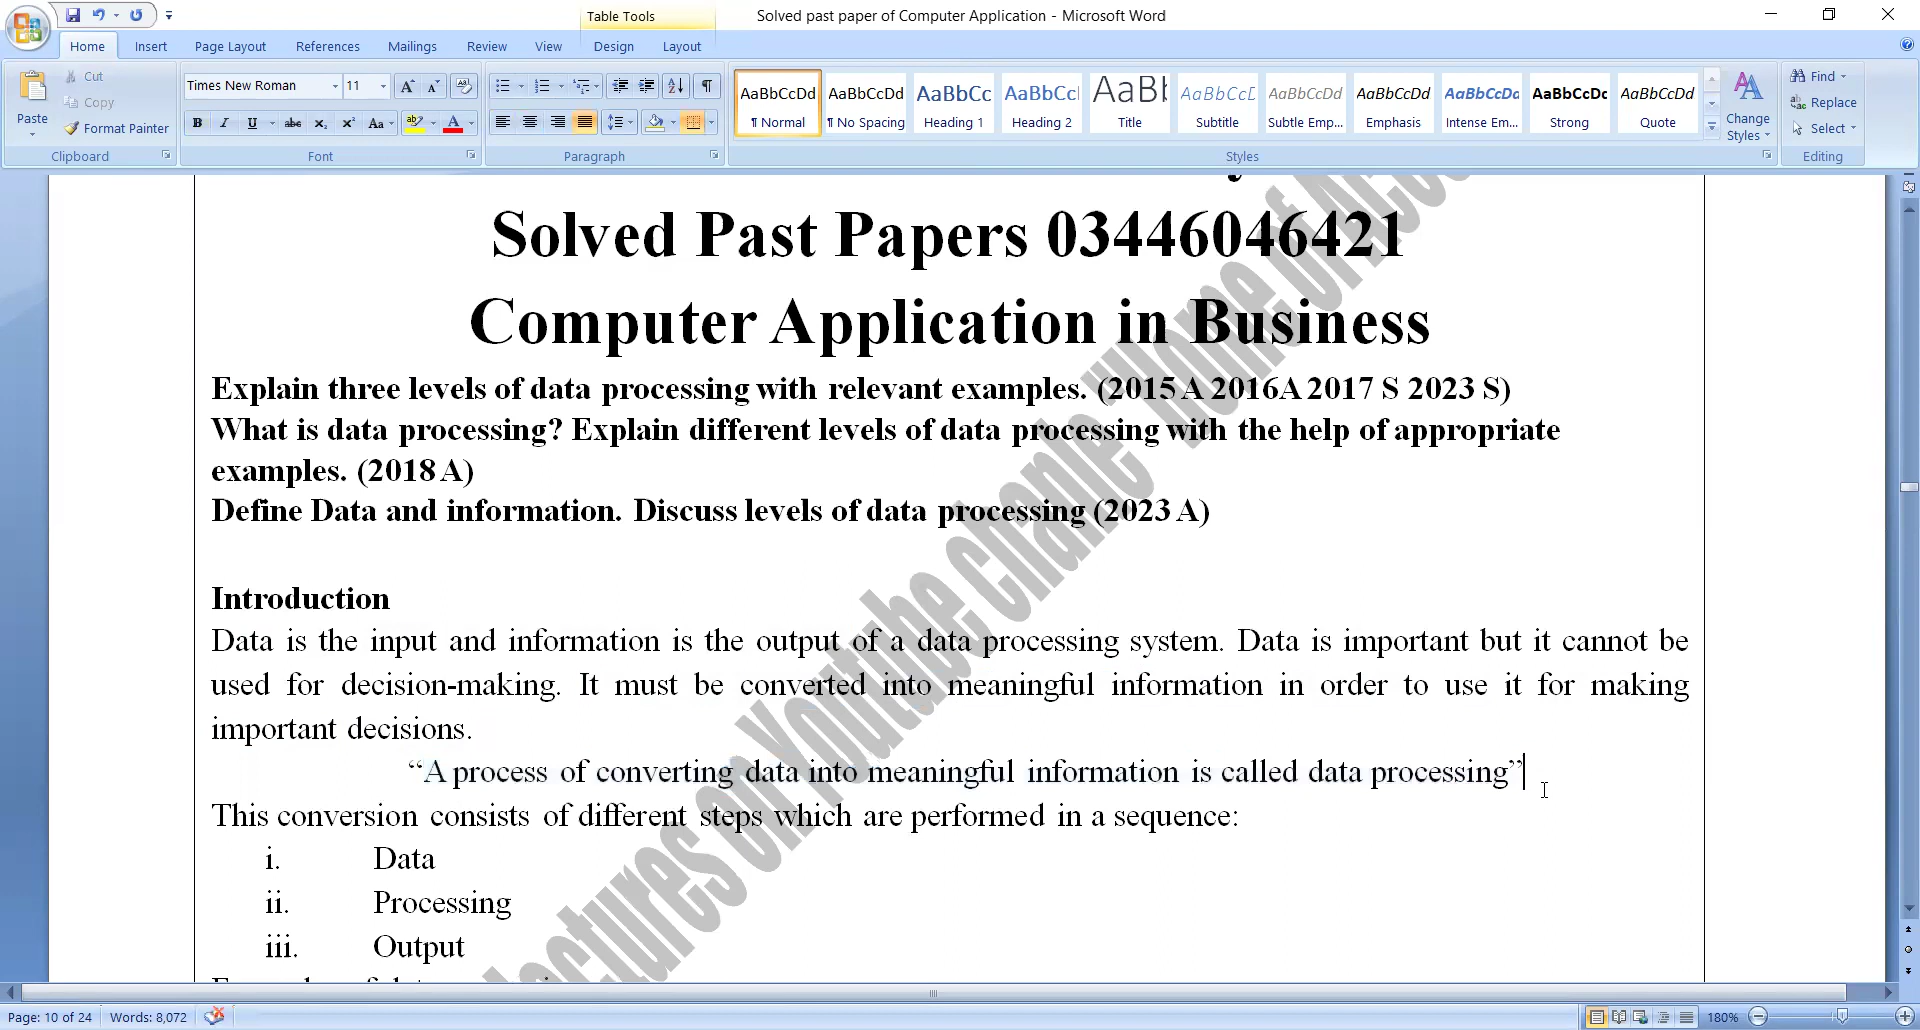 Table Tools
Solved past paper of Computer Application - Microsoft Word
Home Insert Page Layout References Mailings Review View Design Layout
Paste
Cut
Copy
Format Painter
Clipboard
Times New Roman 11
Font
Paragraph
AaBbCcDd AaBbCcDd AaBbCc AaBbCcI AaBb AaBbCcL AaBbCcDd AaBbCcDd AaBbCcDc AaBbCcDc AaBbCcDd
¶ Normal ¶ No Spacing Heading 1 Heading 2 Title Subtitle Subtle Emp... Emphasis Intense Em... Strong Quote
Change Styles
Styles
Find
Replace
Select
Editing
Solved Past Papers 03446046421
Computer Application in Business
Explain three levels of data processing with relevant examples. (2015 A 2016A 2017 S 2023 S)
What is data processing? Explain different levels of data processing with the help of appropriate
examples. (2018 A)
Define Data and information. Discuss levels of data processing (2023 A)
Introduction
Data is the input and information is the output of a data processing system. Data is important but it cannot be
used for decision-making. It must be converted into meaningful information in order to use it for making
important decisions.
“A process of converting data into meaningful information is called data processing”
This conversion consists of different steps which are performed in a sequence:
i. Data
ii. Processing
iii. Output
on Youtube Chanle "Home of
Page: 10 of 24 Words: 8,072 180%